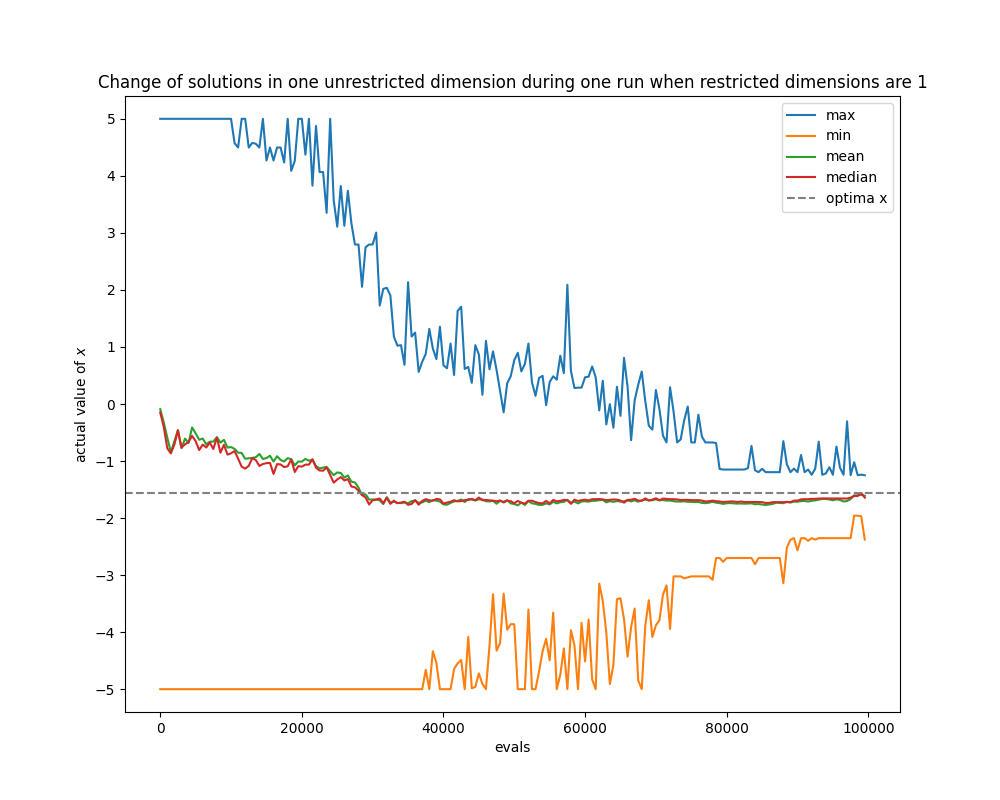 Change of solutions in one unrestricted dimension during one run when restricted dimensions are 1
max
min
mean
median
optima x
5
4
3
2
1
0
−1
−2
−3
−4
−5
actual value of x
0 20000 40000 60000 80000 100000
evals